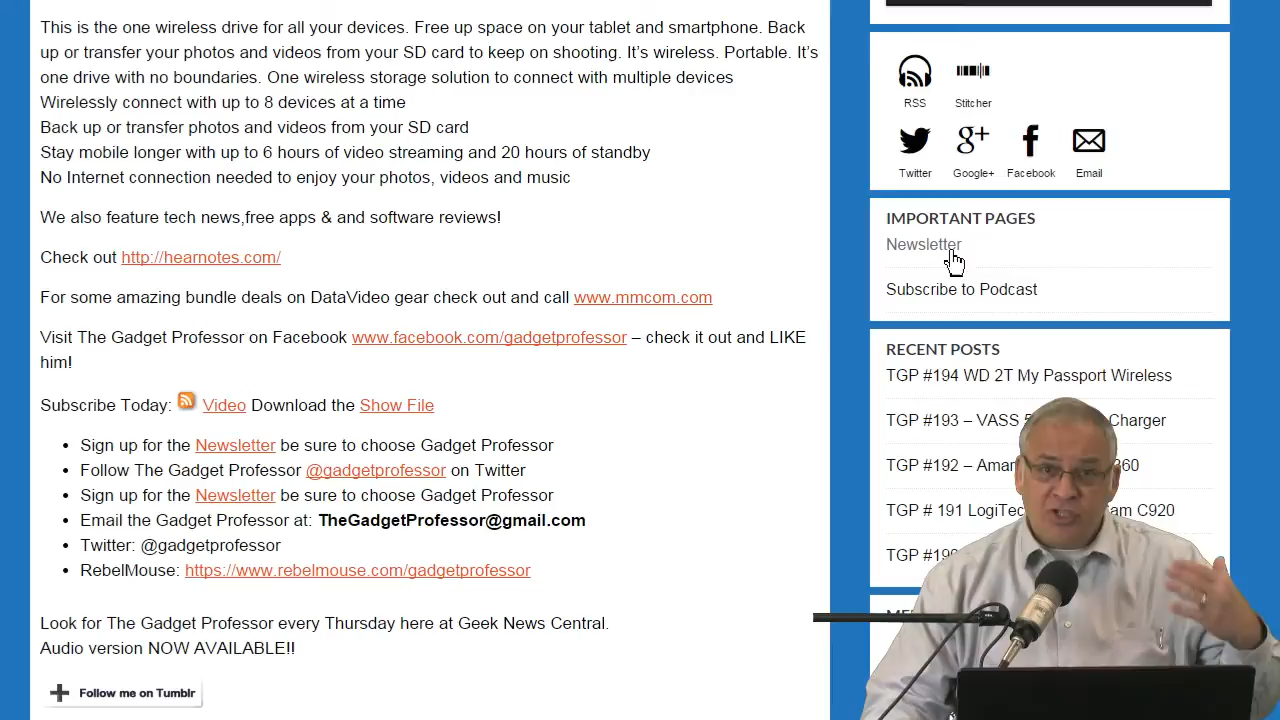 This is the one wireless drive for all your devices. Free up space on your tablet and smartphone. Back
up or transfer your photos and videos from your SD card to keep on shooting. It’s wireless. Portable. It’s
one drive with no boundaries. One wireless storage solution to connect with multiple devices
Wirelessly connect with up to 8 devices at a time
Back up or transfer photos and videos from your SD card
Stay mobile longer with up to 6 hours of video streaming and 20 hours of standby
No Internet connection needed to enjoy your photos, videos and music
We also feature tech news,free apps & and software reviews!
Check out http://hearnotes.com/
For some amazing bundle deals on DataVideo gear check out and call www.mmcom.com
Visit The Gadget Professor on Facebook www.facebook.com/gadgetprofessor – check it out and LIKE
him!
Subscribe Today: Video Download the Show File
Sign up for the Newsletter be sure to choose Gadget Professor
Follow The Gadget Professor @gadgetprofessor on Twitter
Sign up for the Newsletter be sure to choose Gadget Professor
Email the Gadget Professor at: TheGadgetProfessor@gmail.com
Twitter: @gadgetprofessor
RebelMouse: https://www.rebelmouse.com/gadgetprofessor
Look for The Gadget Professor every Thursday here at Geek News Central.
Audio version NOW AVAILABLE!!
Follow me on Tumblr
RSS Stitcher
Twitter Google+ Facebook Email
IMPORTANT PAGES
Newsletter
Subscribe to Podcast
RECENT POSTS
TGP #194 WD 2T My Passport Wireless
TGP #193 – VASS Charger
TGP #192 –
TGP # 191 C920
TGP